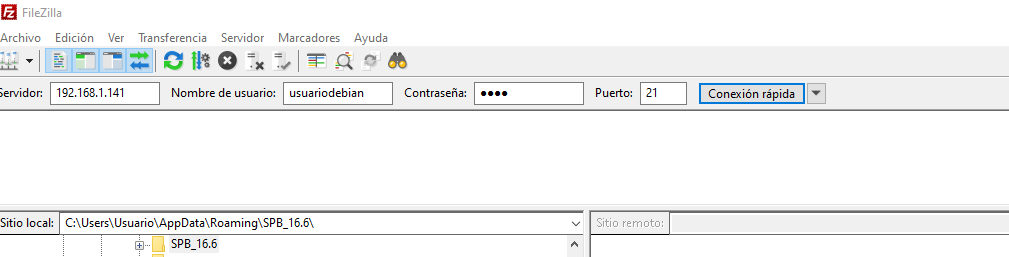 FileZilla
Archivo Edición Ver Transferencia Servidor Marcadores Ayuda
Servidor: 192.168.1.141 Nombre de usuario: usuariodebian Contraseña: ●●●● Puerto: 21 Conexión rápida
Sitio local: C:\Users\Usuario\AppData\Roaming\SPB_16.6\ Sitio remoto:
SPB_16.6